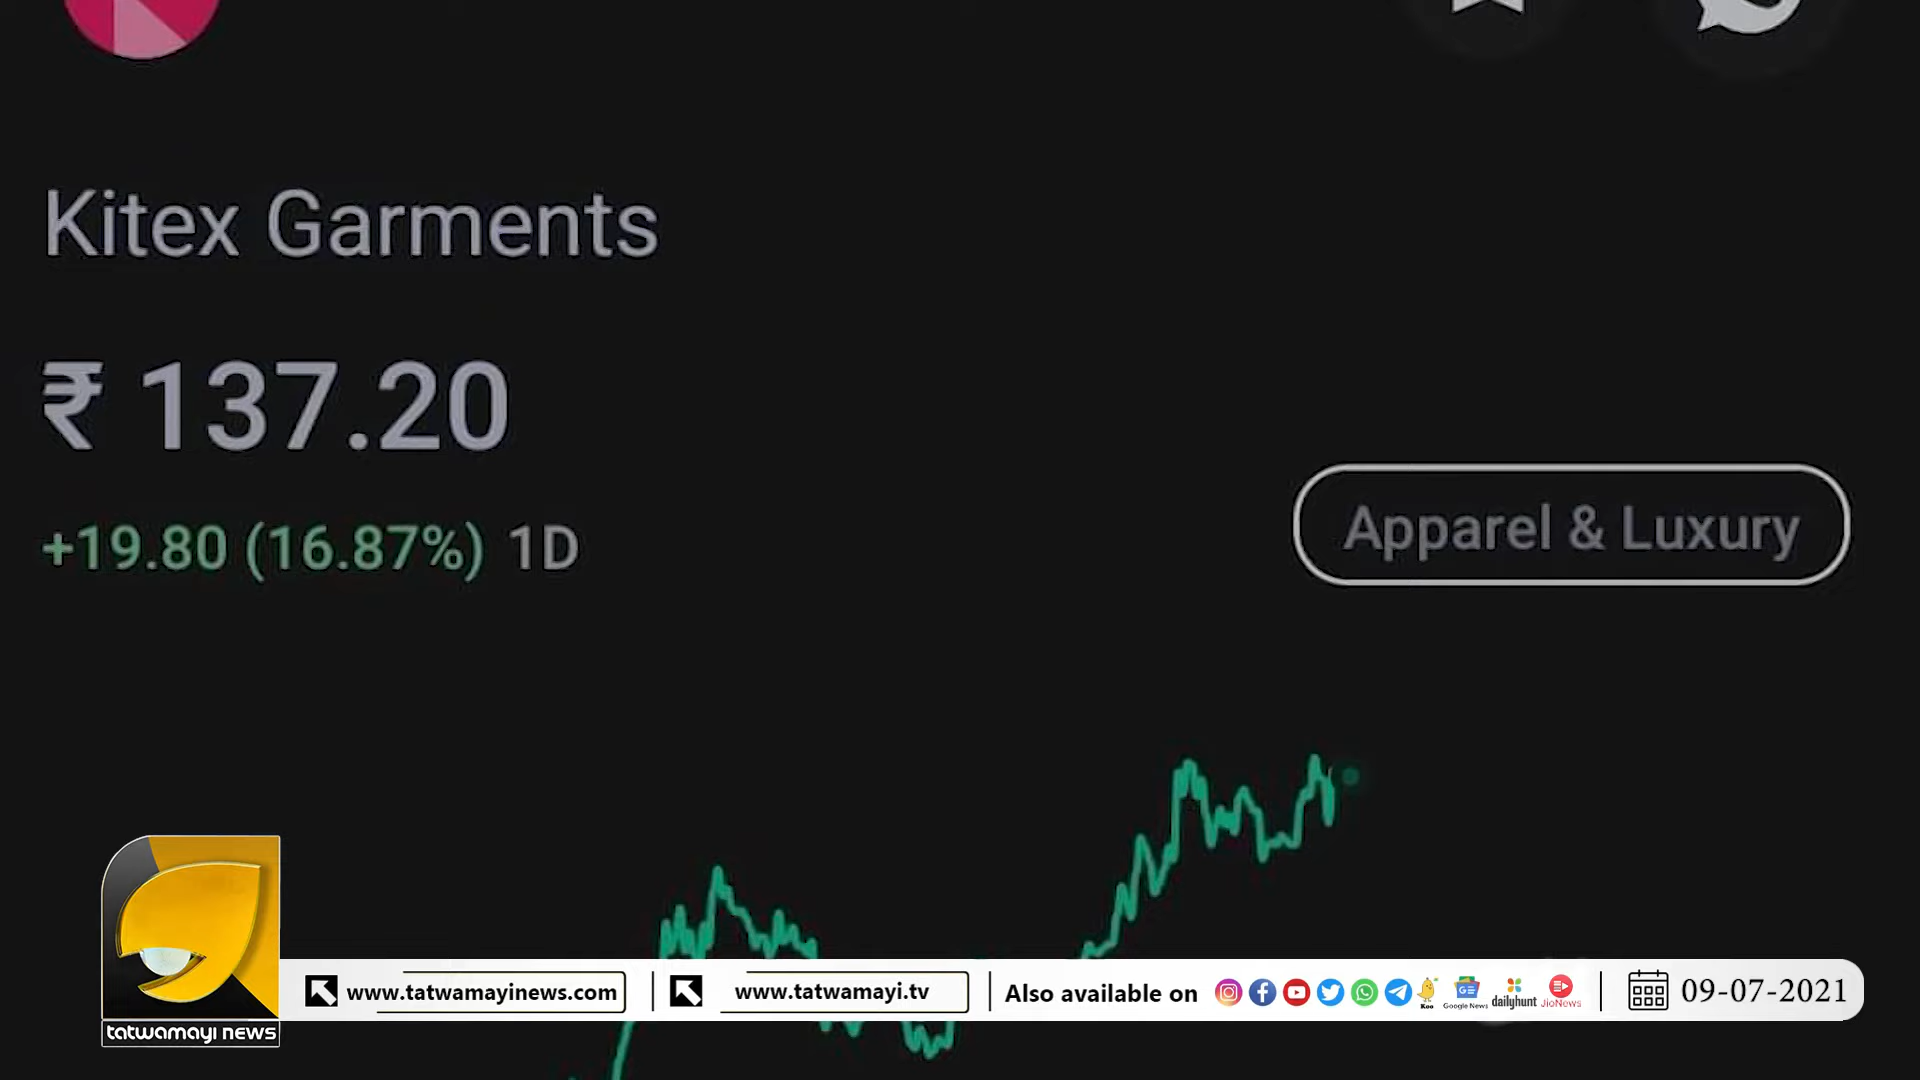 Kitex Garments
₹ 137.20
+19.80 (16.87%) 1D
Apparel & Luxury
tatwamayi news
www.tatwamayinews.com
www.tatwamayi.tv
Also available on
Koo
Google News
dailyhunt
JioNews
09-07-2021